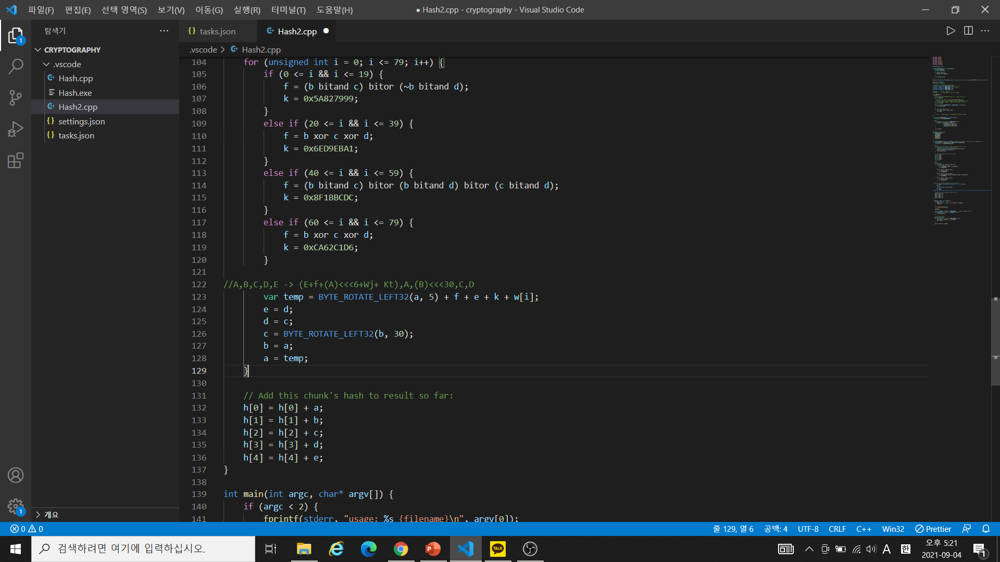 파일(F) 편집(E) 선택 영역(S) 보기(V) 이동(G) 실행(R) 터미널(T) 도움말(H)
● Hash2.cpp - cryptography - Visual Studio Code
탐색기
CRYPTOGRAPHY
.vscode
Hash.cpp
Hash.exe
Hash2.cpp
settings.json
tasks.json
개요
1
1
tasks.json
Hash2.cpp
.vscode > Hash2.cpp
104 for (unsigned int i = 0; i <= 79; i++) {
105 if (0 <= i && i <= 19) {
106 f = (b bitand c) bitor (~b bitand d);
107 k = 0x5A827999;
108 }
109 else if (20 <= i && i <= 39) {
110 f = b xor c xor d;
111 k = 0x6ED9EBA1;
112 }
113 else if (40 <= i && i <= 59) {
114 f = (b bitand c) bitor (b bitand d) bitor (c bitand d);
115 k = 0x8F1BBCDC;
116 }
117 else if (60 <= i && i <= 79) {
118 f = b xor c xor d;
119 k = 0xCA62C1D6;
120 }
121
122 //A,B,C,D,E -> (E+f+(A)<<<6+Wj+ Kt),A,(B)<<<30,C,D
123 var temp = BYTE_ROTATE_LEFT32(a, 5) + f + e + k + w[i];
124 e = d;
125 d = c;
126 c = BYTE_ROTATE_LEFT32(b, 30);
127 b = a;
128 a = temp;
129 }
130
131 // Add this chunk's hash to result so far:
132 h[0] = h[0] + a;
133 h[1] = h[1] + b;
134 h[2] = h[2] + c;
135 h[3] = h[3] + d;
136 h[4] = h[4] + e;
137 }
138
139 int main(int argc, char* argv[]) {
140 if (argc < 2) {
141 fprintf(stderr, "usage: %s {filename}\n", argv[0]);
0 0
줄 129, 열 6 공백: 4 UTF-8 CRLF C++ Win32 Prettier
검색하려면 여기에 입력하십시오.
TALK
A 한
오후 5:21
2021-09-04
1